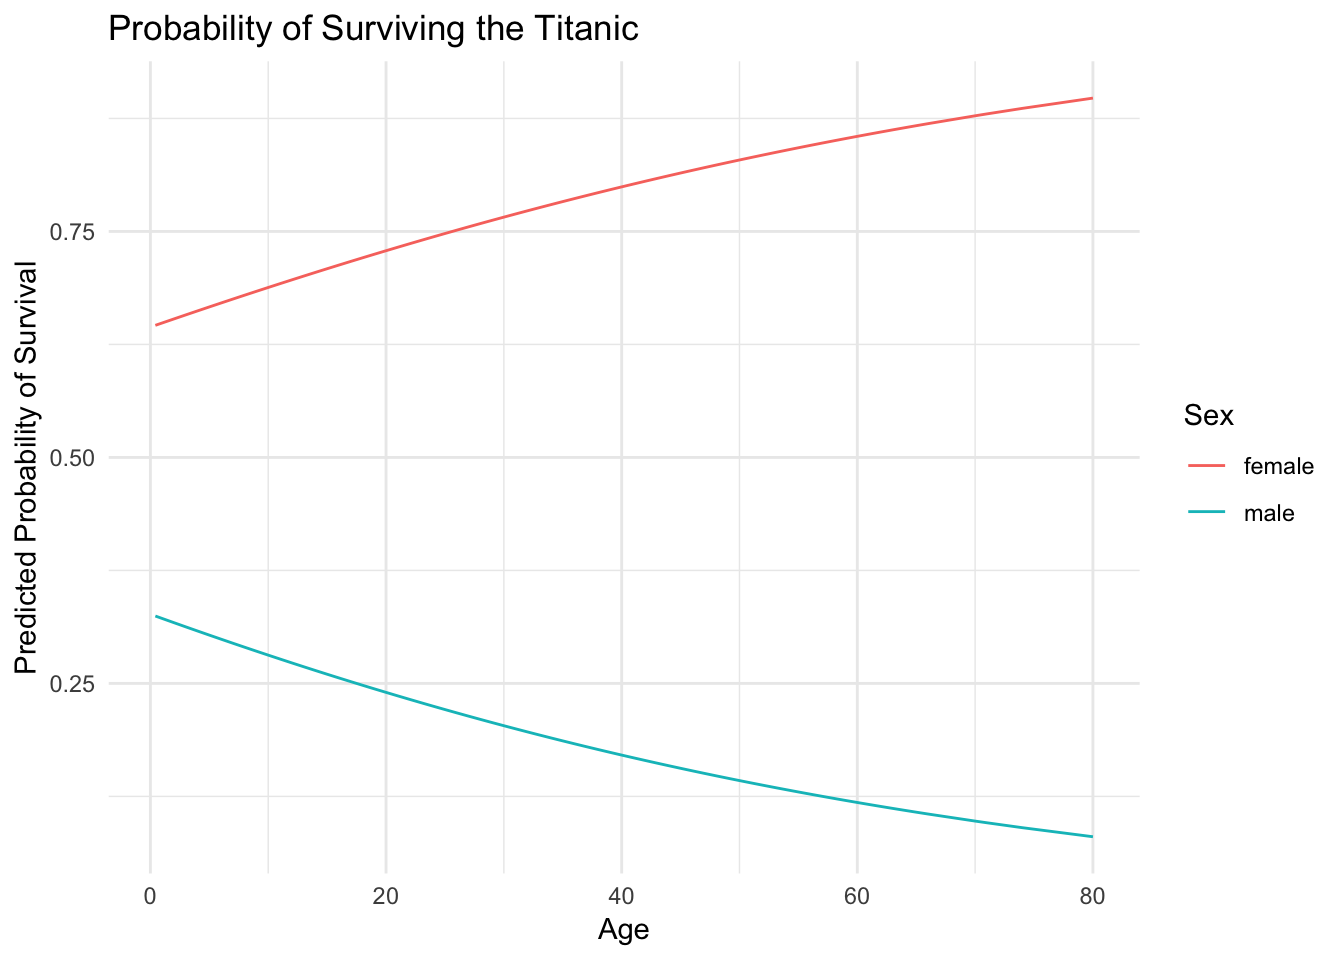 Probability of Surviving the Titanic
Predicted Probability of Survival
0.75
0.50
0.25
0
20
40
60
80
Age
Sex
female
male